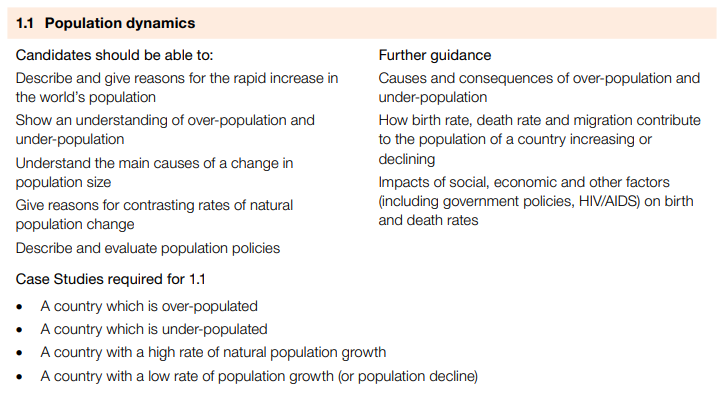 1.1 Population dynamics
Candidates should be able to:
Describe and give reasons for the rapid increase in
the world's population
Show an understanding of over-population and
under-population
Understand the main causes of a change in
population size
Give reasons for contrasting rates of natural
population change
Describe and evaluate population policies
Further guidance
Causes and consequences of over-population and
under-population
How birth rate, death rate and migration contribute
to the population of a country increasing or
declining
Impacts of social, economic and other factors
(including government policies, HIV/AIDS) on birth
and death rates
Case Studies required for 1.1
• A country which is over-populated
• A country which is under-populated
• A country with a high rate of natural population growth
• A country with a low rate of population growth (or population decline)